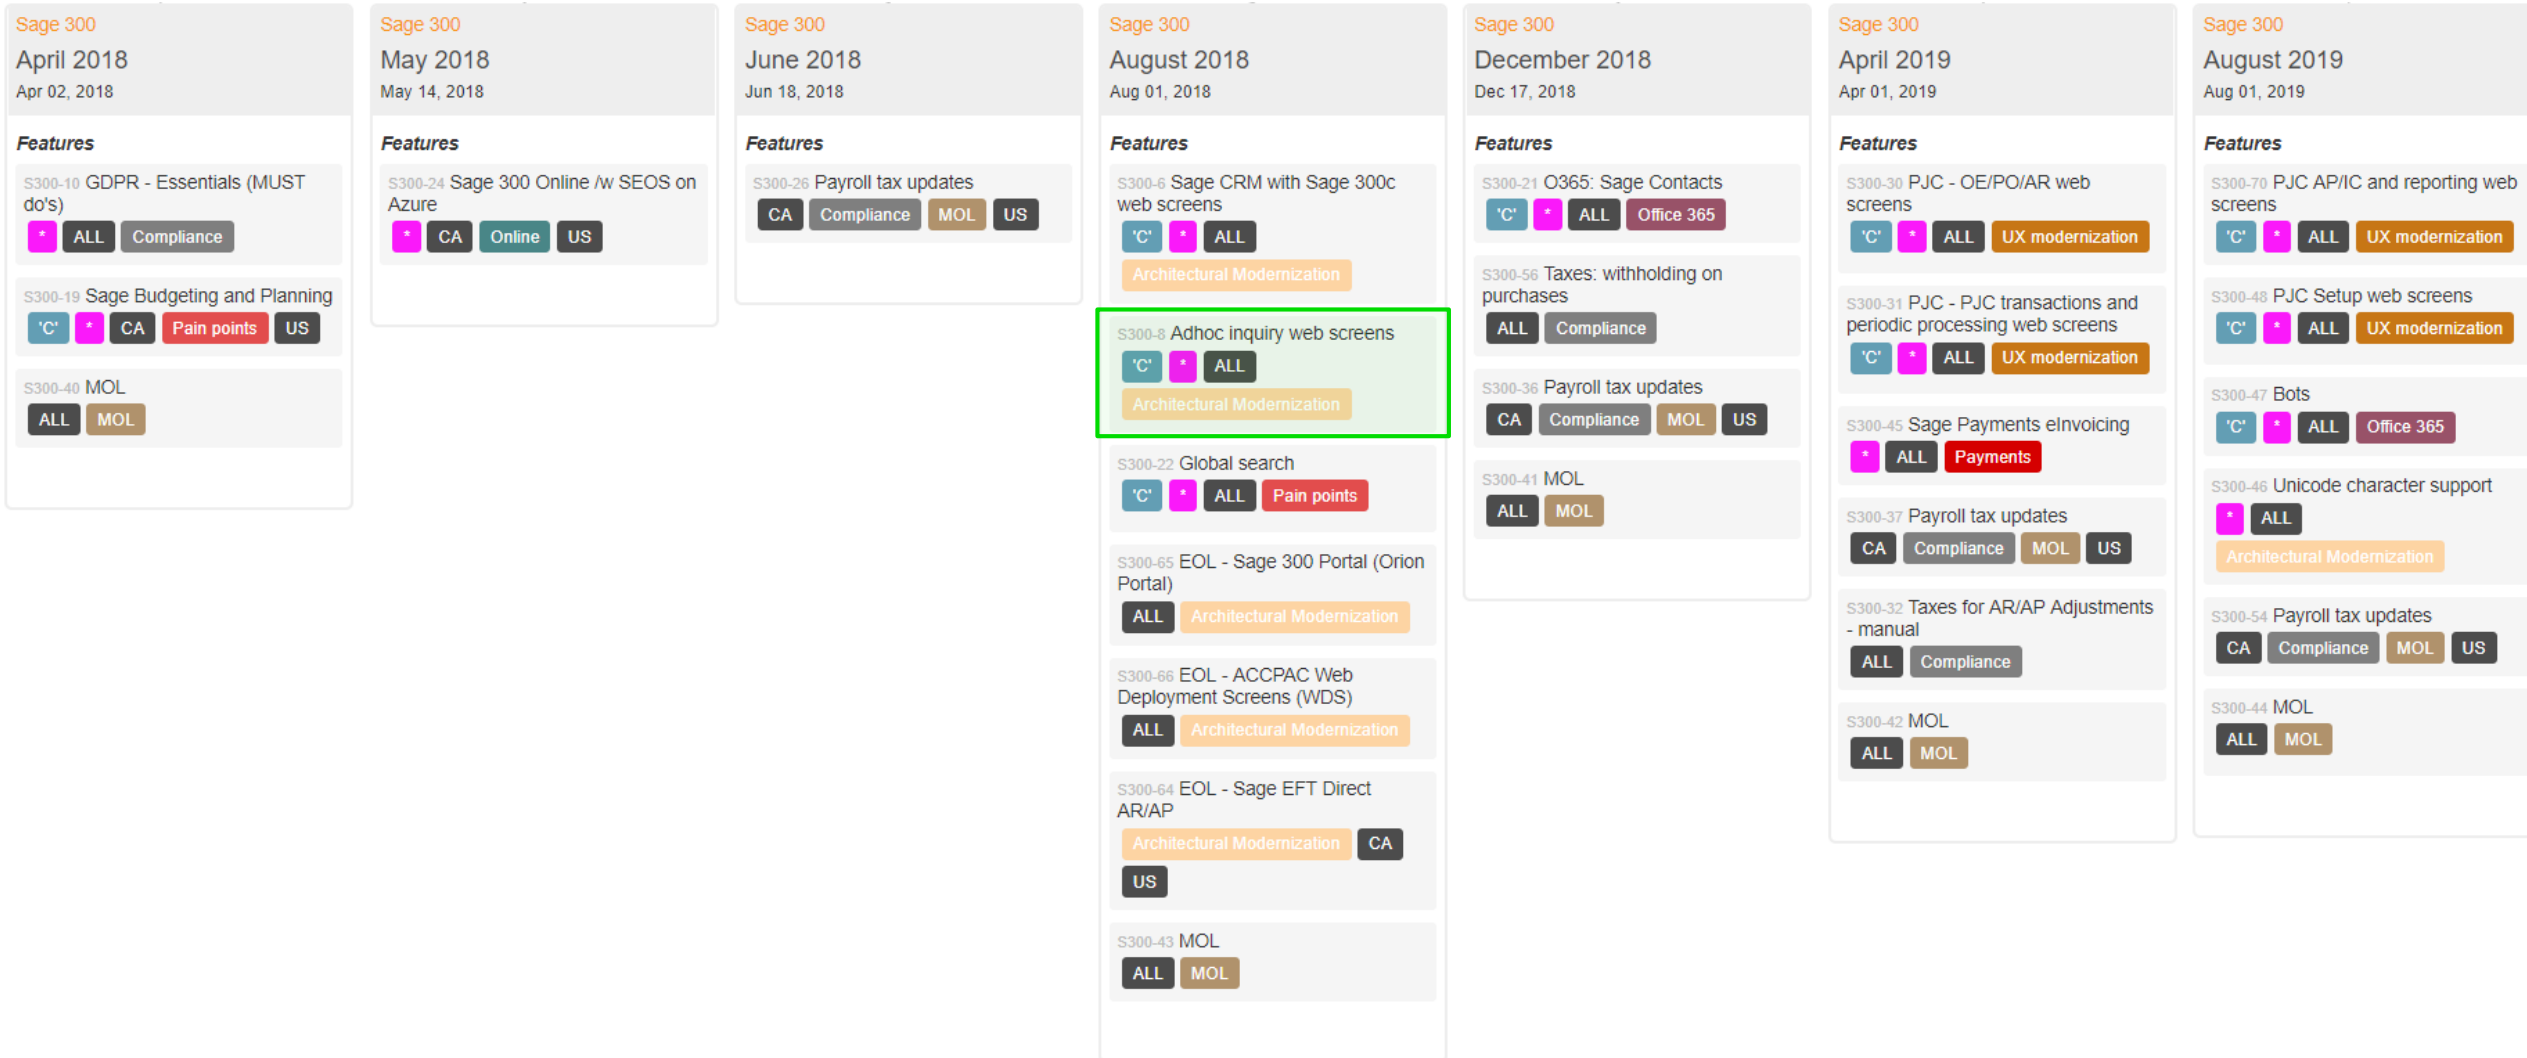 Sage 300
April 2018
Apr 02, 2018
Features
S300-10 GDPR - Essentials (MUST
do's)
* ALL Compliance
S300-19 Sage Budgeting and Planning
'C' * CA Pain points US
S300-40 MOL
ALL MOL
Sage 300
May 2018
May 14, 2018
Features
S300-24 Sage 300 Online /w SEOS on
Azure
* CA Online US
Sage 300
June 2018
Jun 18, 2018
Features
S300-26 Payroll tax updates
CA Compliance MOL US
Sage 300
August 2018
Aug 01, 2018
Features
S300-6 Sage CRM with Sage 300c
web screens
'C' * ALL
Architectural Modernization
S300-8 Adhoc inquiry web screens
'C' * ALL
Architectural Modernization
S300-22 Global search
'C' * ALL Pain points
S300-65 EOL - Sage 300 Portal (Orion
Portal)
ALL Architectural Modernization
S300-66 EOL - ACCPAC Web
Deployment Screens (WDS)
ALL Architectural Modernization
S300-64 EOL - Sage EFT Direct
AR/AP
Architectural Modernization CA
US
S300-43 MOL
ALL MOL
Sage 300
December 2018
Dec 17, 2018
Features
S300-21 O365: Sage Contacts
'C' * ALL Office 365
S300-56 Taxes: withholding on
purchases
ALL Compliance
S300-36 Payroll tax updates
CA Compliance MOL US
S300-41 MOL
ALL MOL
Sage 300
April 2019
Apr 01, 2019
Features
S300-30 PJC - OE/PO/AR web
screens
'C' * ALL UX modernization
S300-31 PJC - PJC transactions and
periodic processing web screens
'C' * ALL UX modernization
S300-45 Sage Payments eInvoicing
* ALL Payments
S300-37 Payroll tax updates
CA Compliance MOL US
S300-32 Taxes for AR/AP Adjustments
- manual
ALL Compliance
S300-42 MOL
ALL MOL
Sage 300
August 2019
Aug 01, 2019
Features
S300-70 PJC AP/IC and reporting web
screens
'C' * ALL UX modernization
S300-48 PJC Setup web screens
'C' * ALL UX modernization
S300-47 Bots
'C' * ALL Office 365
S300-46 Unicode character support
* ALL
Architectural Modernization
S300-54 Payroll tax updates
CA Compliance MOL US
S300-44 MOL
ALL MOL